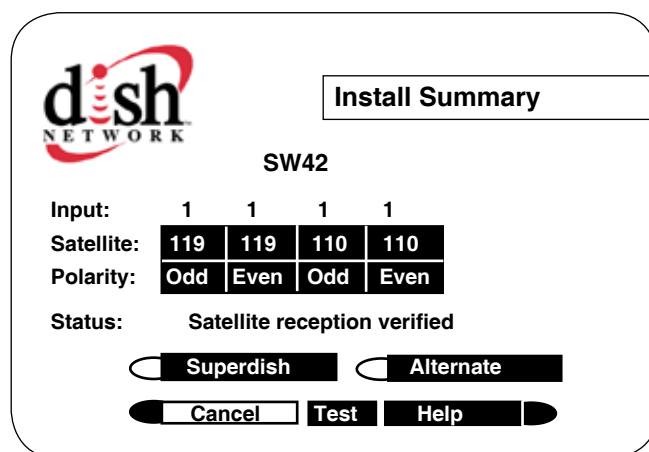 dish
NETWORK
Install Summary
SW42
Input: 1 1 1 1
Satellite: 119 119 110 110
Polarity: Odd Even Odd Even
Status: Satellite reception verified
Superdish Alternate
Cancel Test Help